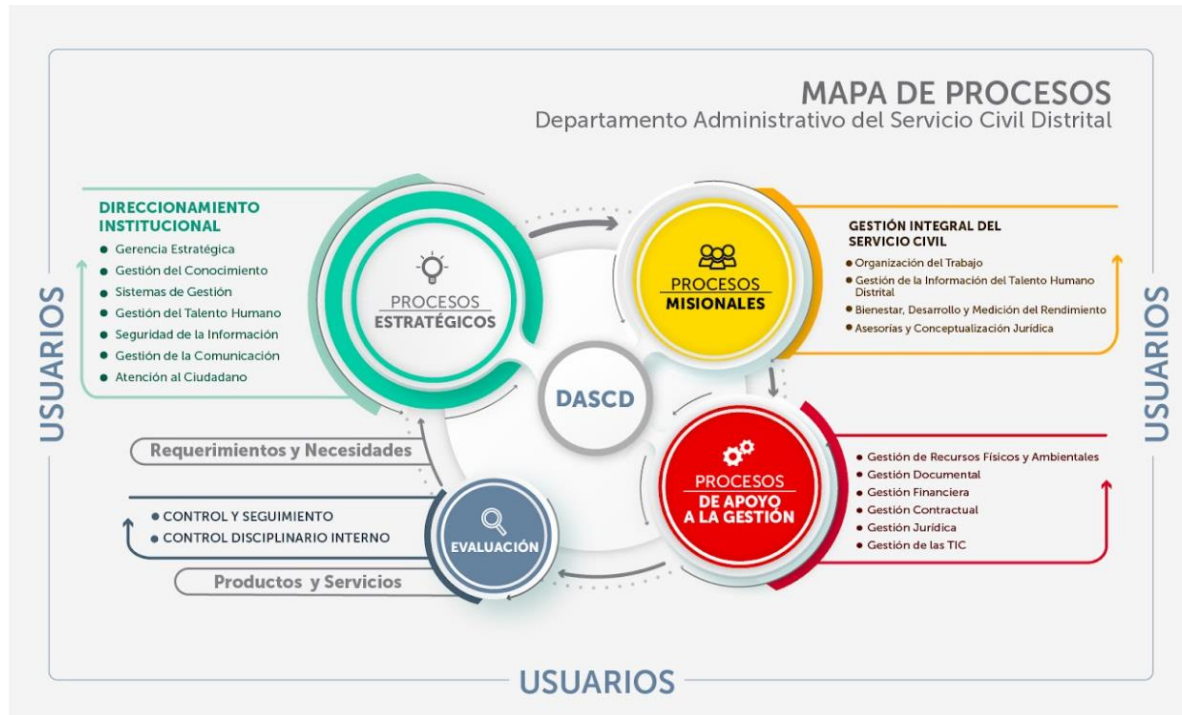 MAPA DE PROCESOS
Departamento Administrativo del Servicio Civil Distrital
DIRECCIONAMIENTO
INSTITUCIONAL
Gerencia Estratégica
Gestión del Conocimiento
Sistemas de Gestión
Gestión del Talento Humano
Seguridad de la Información
Gestión de la Comunicación
Atención al Ciudadano
PROCESOS
ESTRATÉGICOS
PROCESOS
MISIONALES
GESTIÓN INTEGRAL DEL
SERVICIO CIVIL
Organización del Trabajo
Gestión de la Información del Talento Humano
Distrital
Bienestar, Desarrollo y Medición del Rendimiento
Asesorías y Conceptualización Jurídica
USUARIOS
USUARIOS
DASCD
Requerimientos y Necesidades
CONTROL Y SEGUIMIENTO
CONTROL DISCIPLINARIO INTERNO
Productos y Servicios
EVALUACIÓN
PROCESOS
DE APOYO
A LA GESTIÓN
Gestión de Recursos Físicos y Ambientales
Gestión Documental
Gestión Financiera
Gestión Contractual
Gestión Jurídica
Gestión de las TIC
USUARIOS